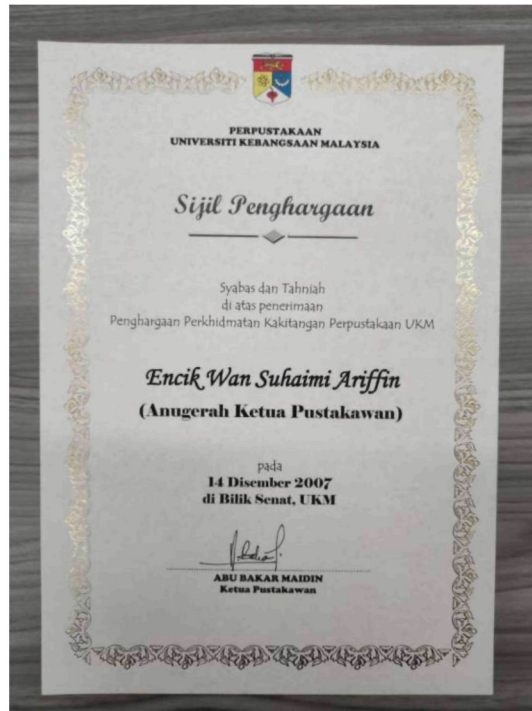 PERPUSTAKAAN
UNIVERSITI KEBANGSAAN MALAYSIA
Sijil Penghargaan
Syabas dan Tahniah
di atas penerimaan
Penghargaan Perkhidmatan Kakitangan Perpustakaan UKM
Encik Wan Suhaimi Ariffin
(Anugerah Ketua Pustakawan)
pada
14 Disember 2007
di Bilik Senat, UKM
ABU BAKAR MAIDIN
Ketua Pustakawan